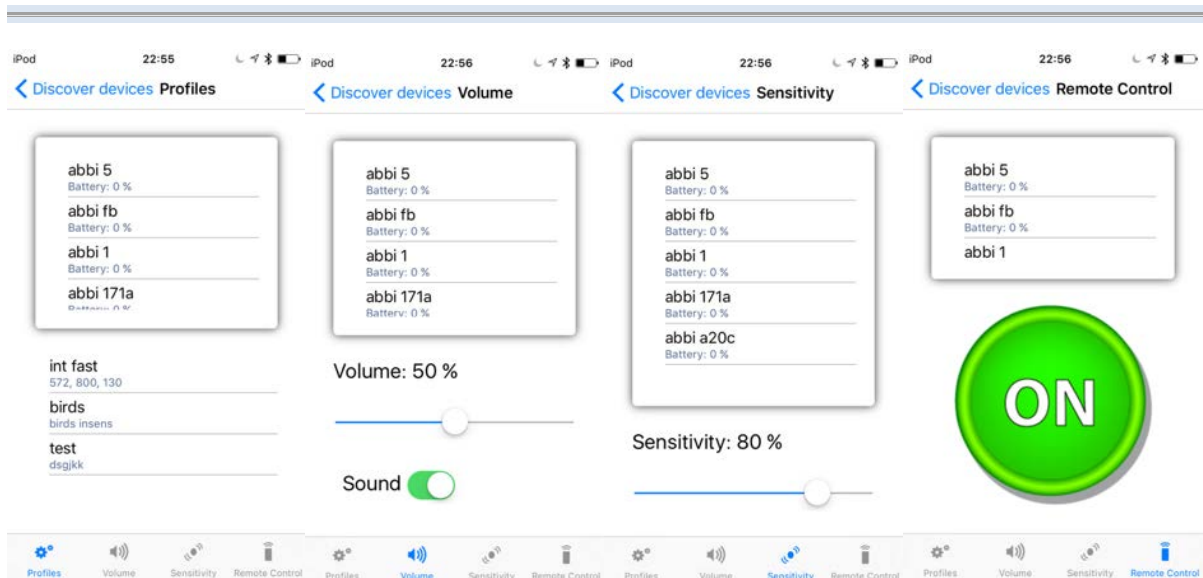 iPod 22:55
Discover devices Profiles
abbi 5
Battery: 0 %
abbi fb
Battery: 0 %
abbi 1
Battery: 0 %
abbi 171a
Battery: 0 %
int fast
572, 800, 130
birds
birds insens
test
dsgjkk
Profiles Volume Sensitivity Remote Control
iPod 22:56
Discover devices Volume
abbi 5
Battery: 0 %
abbi fb
Battery: 0 %
abbi 1
Battery: 0 %
abbi 171a
Battery: 0 %
Volume: 50 %
Sound
Profiles Volume Sensitivity Remote Control
iPod 22:56
Discover devices Sensitivity
abbi 5
Battery: 0 %
abbi fb
Battery: 0 %
abbi 1
Battery: 0 %
abbi 171a
Battery: 0 %
abbi a20c
Battery: 0 %
Sensitivity: 80 %
Profiles Volume Sensitivity Remote Control
iPod 22:56
Discover devices Remote Control
abbi 5
Battery: 0 %
abbi fb
Battery: 0 %
abbi 1
ON
Profiles Volume Sensitivity Remote Control